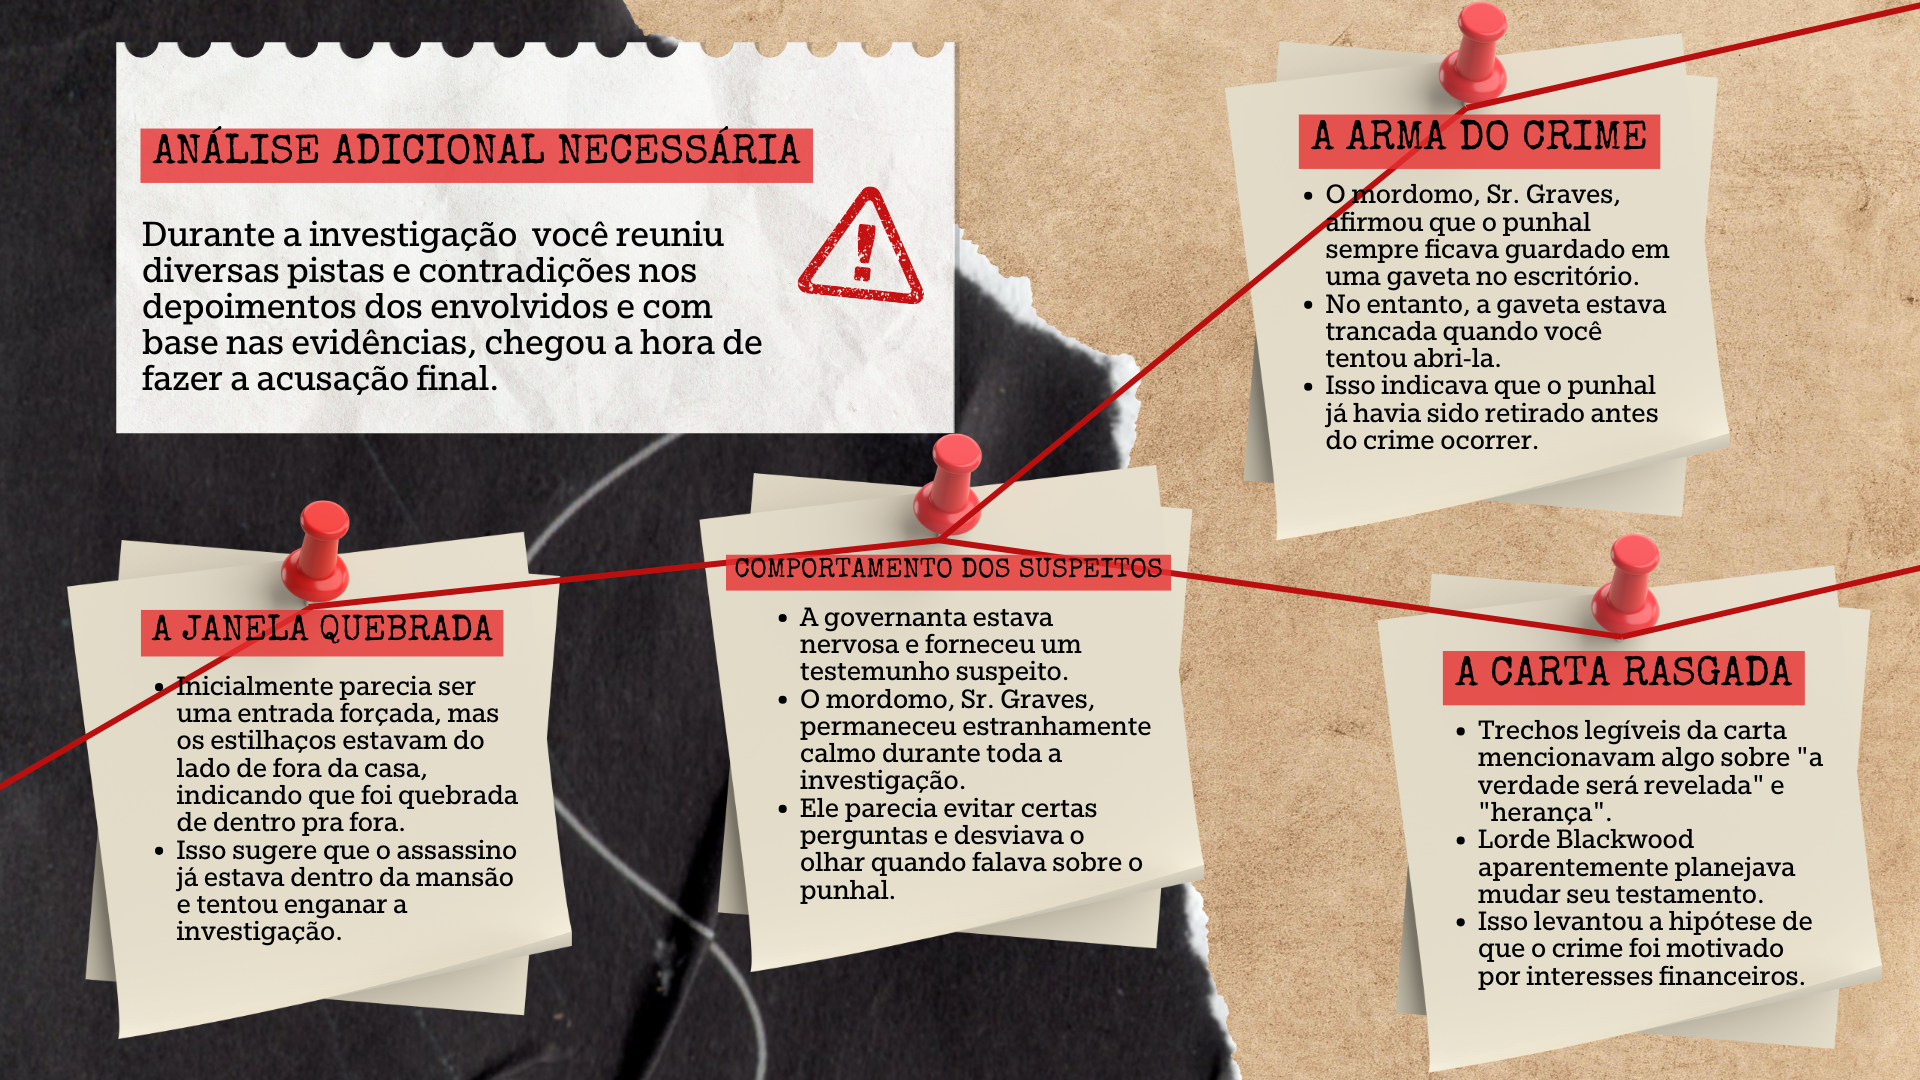 ANÁLISE ADICIONAL NECESSÁRIA
Durante a investigação  você reuniu
diversas pistas e contradições nos
depoimentos dos envolvidos e com
base nas evidências, chegou a hora de
fazer a acusação final.
A ARMA DO CRIME
• O mordomo, Sr. Graves,
afirmou que o punhal
sempre ficava guardado em
uma gaveta no escritório.
• No entanto, a gaveta estava
trancada quando você
tentou abri-la.
• Isso indicava que o punhal
já havia sido retirado antes
do crime ocorrer.
A JANELA QUEBRADA
• Inicialmente parecia ser
uma entrada forçada, mas
os estilhaços estavam do
lado de fora da casa,
indicando que foi quebrada
de dentro pra fora.
• Isso sugere que o assassino
já estava dentro da mansão
e tentou enganar a
investigação.
COMPORTAMENTO DOS SUSPEITOS
• A governanta estava
nervosa e forneceu um
testemunho suspeito.
• O mordomo, Sr. Graves,
permaneceu estranhamente
calmo durante toda a
investigação.
• Ele parecia evitar certas
perguntas e desviava o
olhar quando falava sobre o
punhal.
A CARTA RASGADA
• Trechos legíveis da carta
mencionavam algo sobre "a
verdade será revelada" e
"herança".
• Lorde Blackwood
aparentemente planejava
mudar seu testamento.
• Isso levantou a hipótese de
que o crime foi motivado
por interesses financeiros.